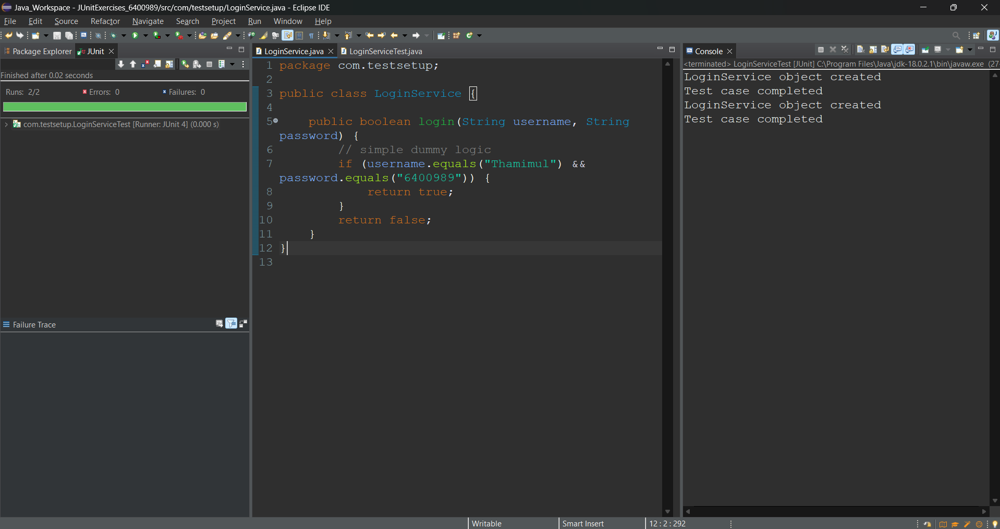 Java_Workspace - JUnitExercises_6400989/src/com/testsetup/LoginService.java - Eclipse IDE
File Edit Source Refactor Navigate Search Project Run Window Help
Package Explorer JUnit
Finished after 0.02 seconds
Runs: 2/2 Errors: 0 Failures: 0
com.testsetup.LoginServiceTest [Runner: JUnit 4] (0.000 s)
Failure Trace
LoginService.java LoginServiceTest.java
1 package com.testsetup;
2
3 public class LoginService {
4
5 public boolean login(String username, String
password) {
6 // simple dummy logic
7 if (username.equals("Thamimul") &&
password.equals("6400989")) {
8 return true;
9 }
10 return false;
11 }
12 }
13
Console
<terminated> LoginServiceTest [JUnit] C:\Program Files\Java\jdk-18.0.2.1\bin\javaw.exe (27
LoginService object created
Test case completed
LoginService object created
Test case completed
Writable Smart Insert 12 : 2 : 292